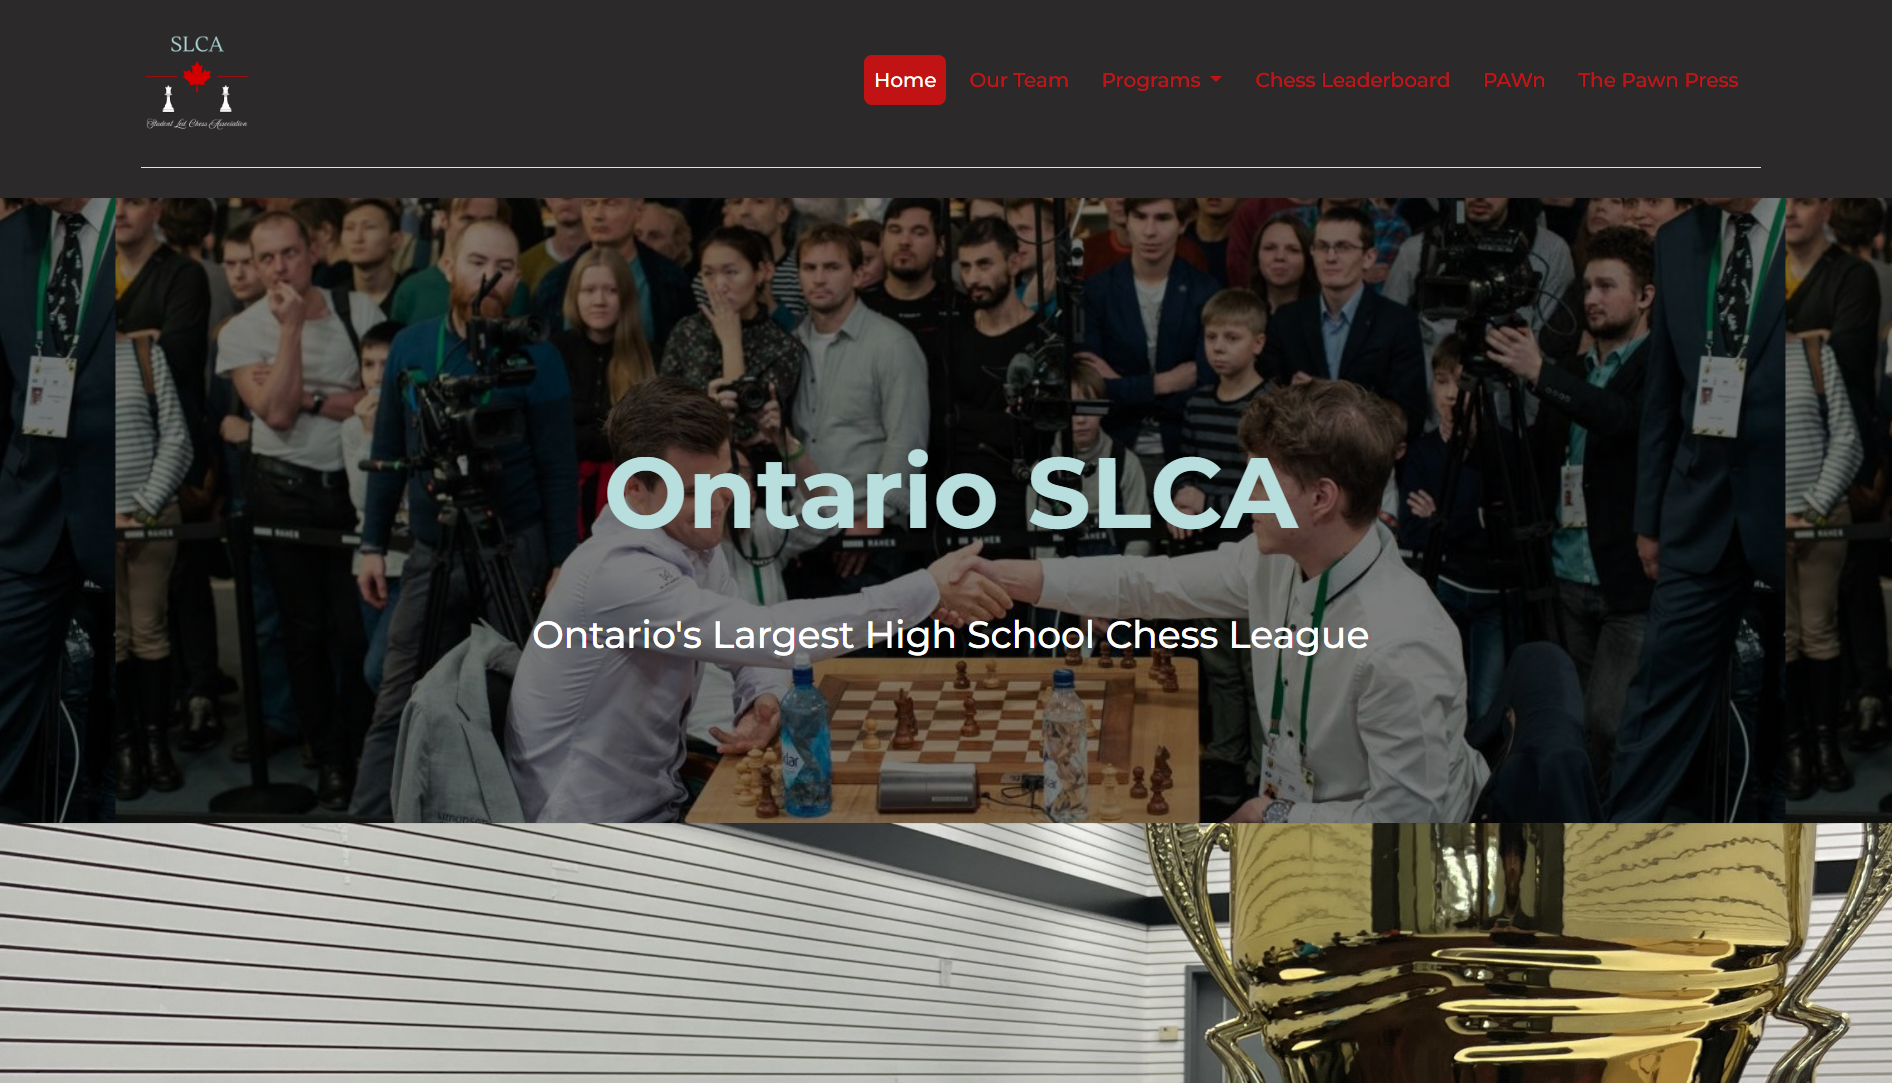 SLCA
Student Led Chess Association
Home
Our Team
Programs
Chess Leaderboard
PAWn
The Pawn Press
Ontario SLCA
Ontario's Largest High School Chess League